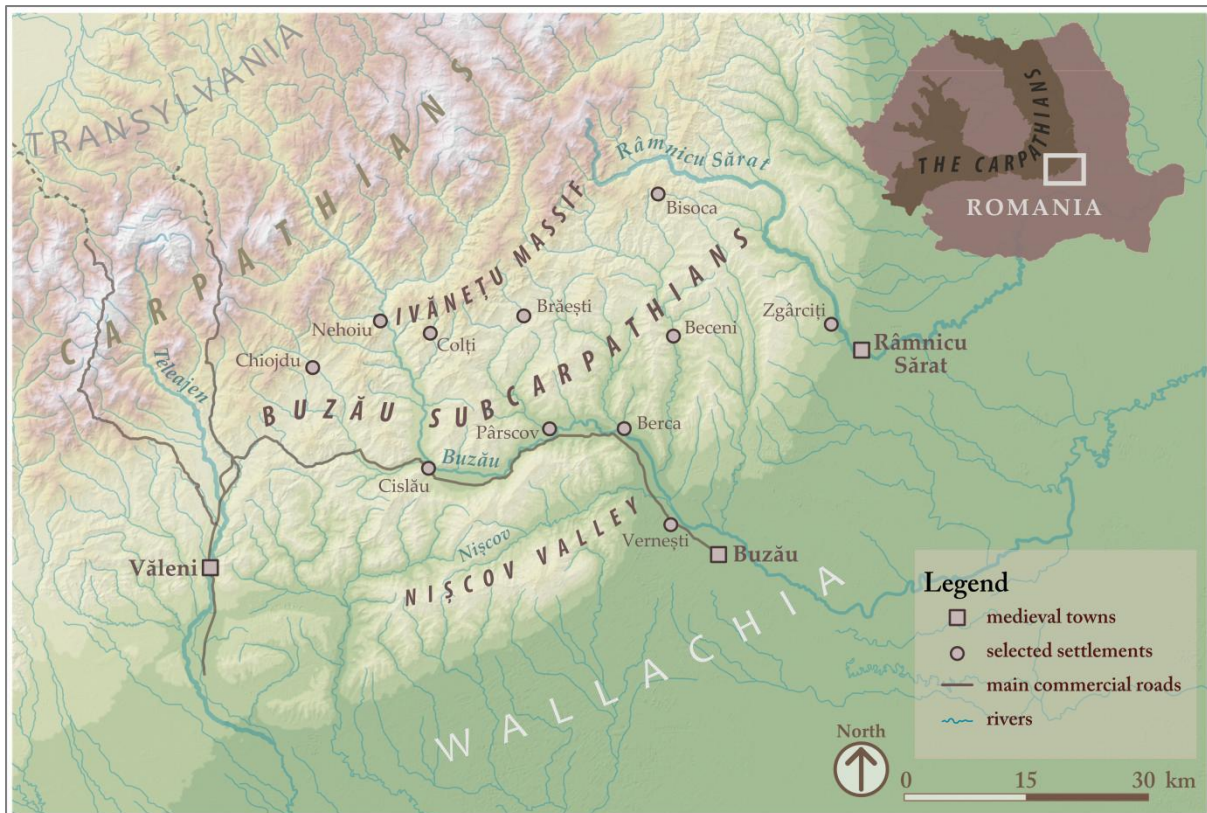 TRANSYLVANIA
CARPATHIANS
THE CARPATHIANS
ROMANIA
Râmnicu Sărat
Bisoca
IVĂNEȚU MASSIF
Nehoiu
Brăești
Colți
Beceni
Zgârciți
Râmnicu
Sărat
Chiojdu
Teleajen
BUZĂU SUBCARPATHIANS
Pârscov
Berca
Buzău
Cislău
Nișcov
NIȘCOV VALLEY
Vernești
Buzău
Văleni
WALLACHIA
Legend
medieval towns
selected settlements
main commercial roads
rivers
North
0 15 30 km